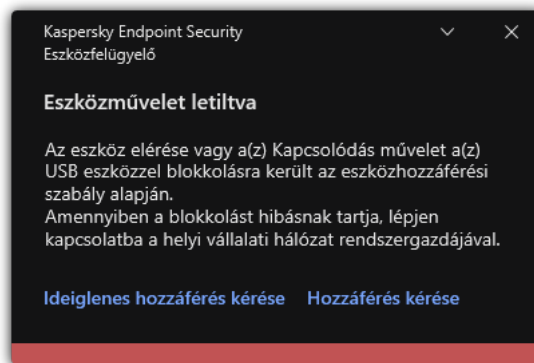 Kaspersky Endpoint Security
Eszközfelügyelő
Eszközművelet letiltva
Az eszköz elérése vagy a(z) Kapcsolódás művelet a(z)
USB eszközzel blokkolásra került az eszközhozzáférési
szabály alapján.
Amennyiben a blokkolást hibásnak tartja, lépjen
kapcsolatba a helyi vállalati hálózat rendszergazdájával.
Ideiglenes hozzáférés kérése Hozzáférés kérése